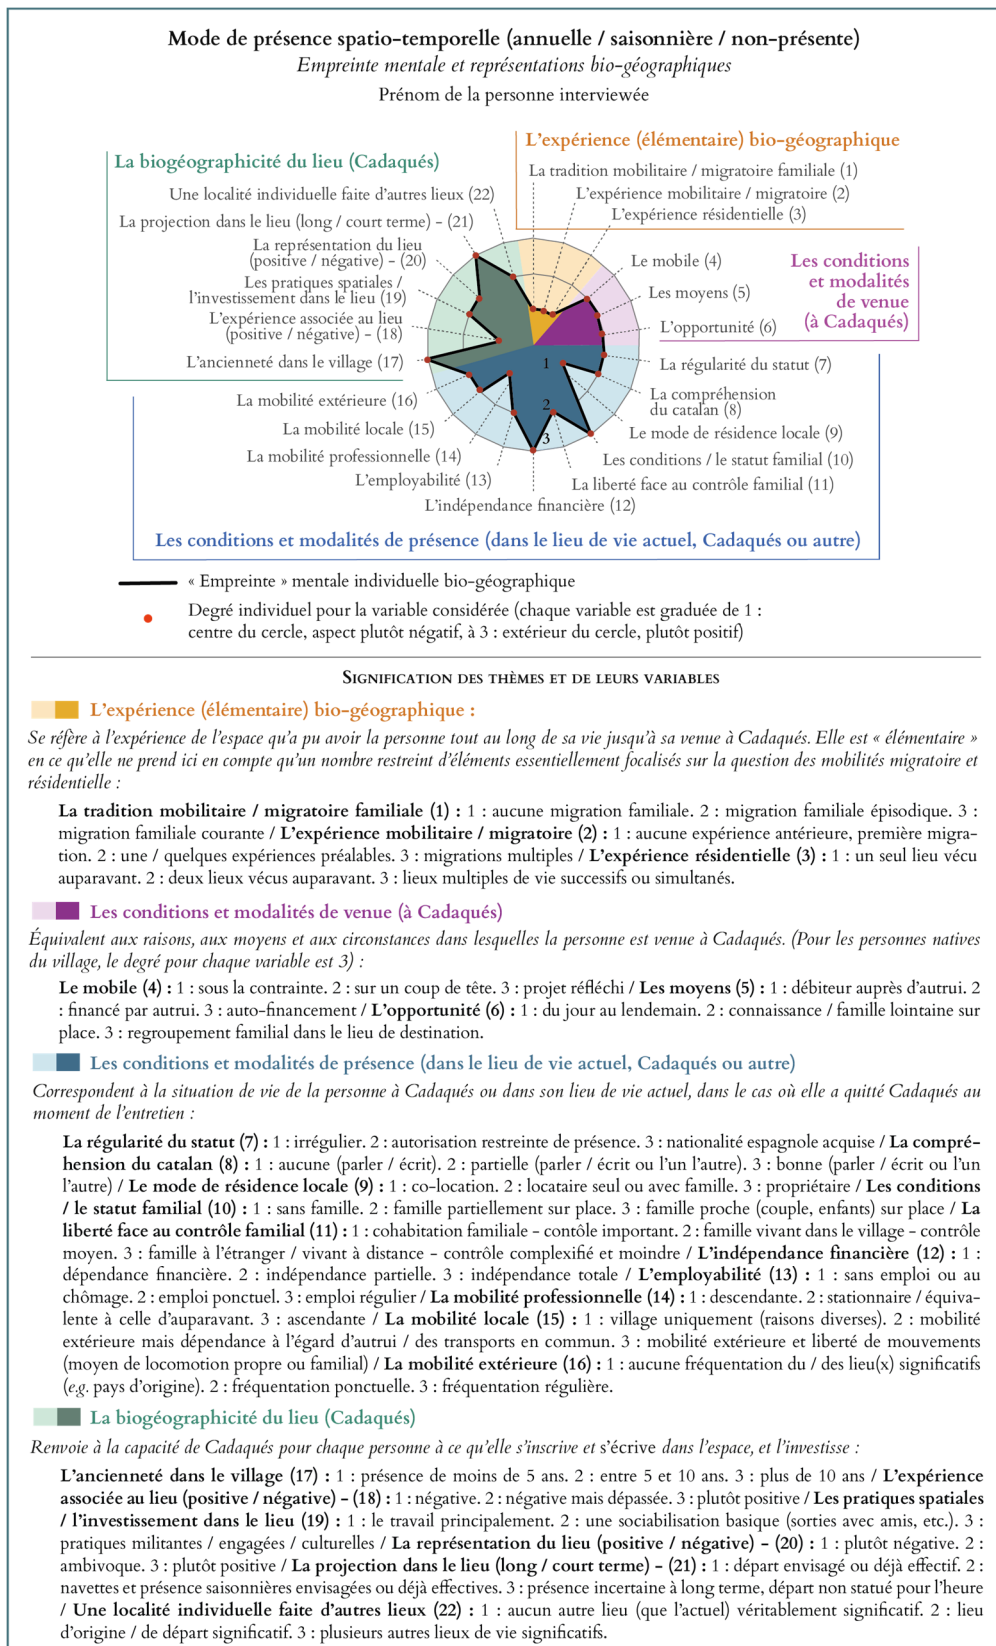 Mode de présence spatio-temporelle (annuelle / saisonnière / non-présente)
Empreinte mentale et représentations bio-géographiques
Prénom de la personne interviewée
L'expérience (élémentaire) bio-géographique
La biogéographicité du lieu (Cadaqués)
La tradition mobilitaire / migratoire familiale (1)
L'expérience mobilitaire / migratoire (2)
L'expérience résidentielle (3)
Une localité individuelle faite d'autres lieux (22)
La projection dans le lieu (long / court terme) – (21)
La représentation du lieu
(positive / négative) – (20)
Les pratiques spatiales /
l'investissement dans le lieu (19)
L'expérience associée au lieu
(positive / négative) – (18)
L'ancienneté dans le village (17)
Le mobile (4)
Les moyens (5)
L'opportunité (6)
Les conditions
et modalités
de venue
(à Cadaqués)
La régularité du statut (7)
La compréhension
du catalan (8)
Le mode de résidence locale (9)
Les conditions / le statut familial (10)
La liberté face au contrôle familial (11)
L'indépendance financière (12)
L'employabilité (13)
La mobilité professionnelle (14)
La mobilité locale (15)
La mobilité extérieure (16)
1
2
3
Les conditions et modalités de présence (dans le lieu de vie actuel, Cadaqués ou autre)
« Empreinte » mentale individuelle bio-géographique
Degré individuel pour la variable considérée (chaque variable est graduée de 1 :
centre du cercle, aspect plutôt négatif, à 3 : extérieur du cercle, plutôt positif)
Signification des thèmes et de leurs variables
L'expérience (élémentaire) bio-géographique :
Se réfère à l'expérience de l'espace qu'a pu avoir la personne tout au long de sa vie jusqu'à sa venue à Cadaqués. Elle est « élémentaire »
en ce qu'elle ne prend ici en compte qu'un nombre restreint d'éléments essentiellement focalisés sur la question des mobilités migratoire et
résidentielle :
La tradition mobilitaire / migratoire familiale (1) : 1 : aucune migration familiale. 2 : migration familiale épisodique. 3 :
migration familiale courante / L'expérience mobilitaire / migratoire (2) : 1 : aucune expérience antérieure, première migra-
tion. 2 : une / quelques expériences préalables. 3 : migrations multiples / L'expérience résidentielle (3) : 1 : un seul lieu vécu
auparavant. 2 : deux lieux vécus auparavant. 3 : lieux multiples de vie successifs ou simultanés.
Les conditions et modalités de venue (à Cadaqués)
Équivalent aux raisons, aux moyens et aux circonstances dans lesquelles la personne est venue à Cadaqués. (Pour les personnes natives
du village, le degré pour chaque variable est 3) :
Le mobile (4) : 1 : sous la contrainte. 2 : sur un coup de tête. 3 : projet réfléchi / Les moyens (5) : 1 : débiteur auprès d'autrui. 2
: financé par autrui. 3 : auto-financement / L'opportunité (6) : 1 : du jour au lendemain. 2 : connaissance / famille lointaine sur
place. 3 : regroupement familial dans le lieu de destination.
Les conditions et modalités de présence (dans le lieu de vie actuel, Cadaqués ou autre)
Correspondent à la situation de vie de la personne à Cadaqués ou dans son lieu de vie actuel, dans le cas où elle a quitté Cadaqués au
moment de l'entretien :
La régularité du statut (7) : 1 : irrégulier. 2 : autorisation restreinte de présence. 3 : nationalité espagnole acquise / La compré-
hension du catalan (8) : 1 : aucune (parler / écrit). 2 : partielle (parler / écrit ou l'un l'autre). 3 : bonne (parler / écrit ou l'un
l'autre) / Le mode de résidence locale (9) : 1 : co-location. 2 : locataire seul ou avec famille. 3 : propriétaire / Les conditions
/ le statut familial (10) : 1 : sans famille. 2 : famille partiellement sur place. 3 : famille proche (couple, enfants) sur place / La
liberté face au contrôle familial (11) : 1 : cohabitation familiale – contôle important. 2 : famille vivant dans le village – contrôle
moyen. 3 : famille à l'étranger / vivant à distance – contrôle complexifié et moindre / L'indépendance financière (12) : 1 :
dépendance financière. 2 : indépendance partielle. 3 : indépendance totale / L'employabilité (13) : 1 : sans emploi ou au
chômage. 2 : emploi ponctuel. 3 : emploi régulier / La mobilité professionnelle (14) : 1 : descendante. 2 : stationnaire / équiva-
lente à celle d'auparavant. 3 : ascendante / La mobilité locale (15) : 1 : village uniquement (raisons diverses). 2 : mobilité
extérieure mais dépendance à l'égard d'autrui / des transports en commun. 3 : mobilité extérieure et liberté de mouvements
(moyen de locomotion propre ou familial) / La mobilité extérieure (16) : 1 : aucune fréquentation du / des lieu(x) significatifs
(e.g. pays d'origine). 2 : fréquentation ponctuelle. 3 : fréquentation régulière.
La biogéographicité du lieu (Cadaqués)
Renvoie à la capacité de Cadaqués pour chaque personne à ce qu'elle s'inscrive et s'écrive dans l'espace, et l'investisse :
L'ancienneté dans le village (17) : 1 : présence de moins de 5 ans. 2 : entre 5 et 10 ans. 3 : plus de 10 ans / L'expérience
associée au lieu (positive / négative) – (18) : 1 : négative. 2 : négative mais dépassée. 3 : plutôt positive / Les pratiques spatiales
/ l'investissement dans le lieu (19) : 1 : le travail principalement. 2 : une sociabilisation basique (sorties avec amis, etc.). 3 :
pratiques militantes / engagées / culturelles / La représentation du lieu (positive / négative) – (20) : 1 : plutôt négative. 2 :
ambivoque. 3 : plutôt positive / La projection dans le lieu (long / court terme) – (21) : 1 : départ envisagé ou déjà effectif. 2 :
navettes et présence saisonnières envisagées ou déjà effectives. 3 : présence incertaine à long terme, départ non statué pour l'heure
/ Une localité individuelle faite d'autres lieux (22) : 1 : aucun autre lieu (que l'actuel) véritablement significatif. 2 : lieu
d'origine / de départ significatif. 3 : plusieurs autres lieux de vie significatifs.